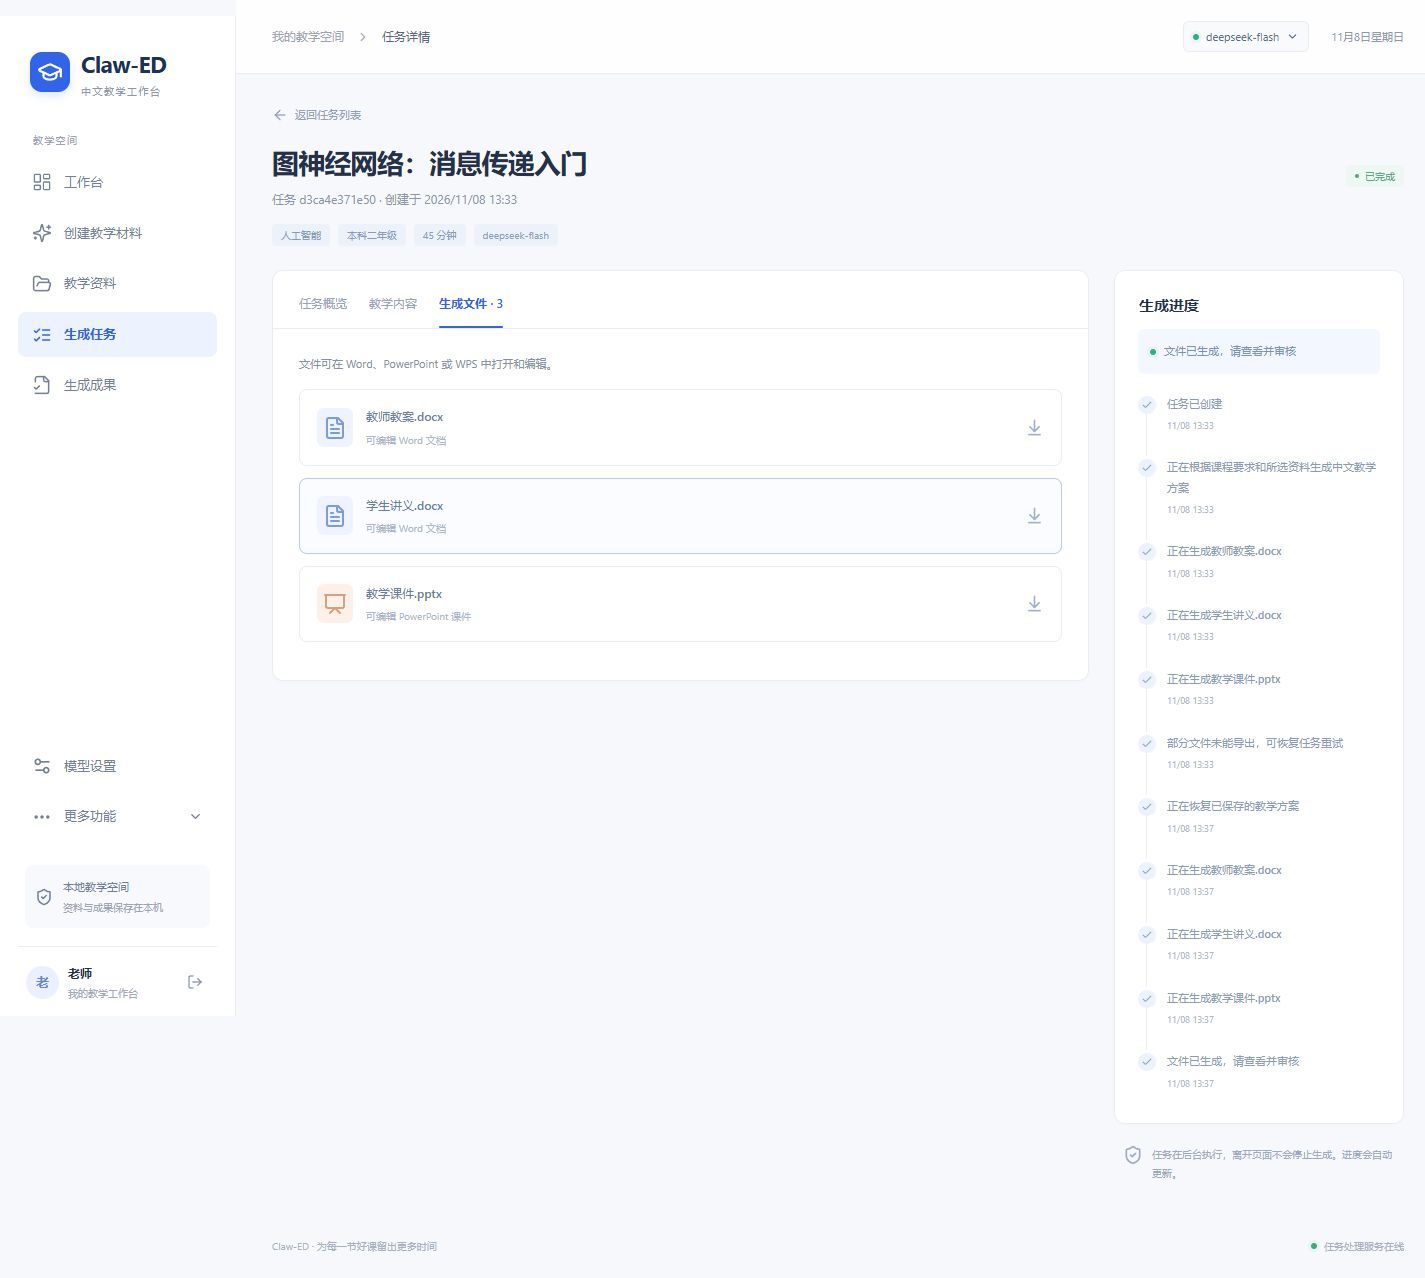 Claw-ED
中文教学工作台
教学空间
工作台
创建教学材料
教学资料
生成任务
生成成果
模型设置
更多功能
本地教学空间
资料与成果保存在本机
老
老师
我的教学工作台
我的教学空间
任务详情
deepseek-flash
11月8日星期日
返回任务列表
图神经网络：消息传递入门
任务 d3ca4e371e50 · 创建于 2026/11/08 13:33
已完成
人工智能
本科二年级
45 分钟
deepseek-flash
任务概览
教学内容
生成文件 · 3
文件可在 Word、PowerPoint 或 WPS 中打开和编辑。
教师教案.docx
可编辑 Word 文档
学生讲义.docx
可编辑 Word 文档
教学课件.pptx
可编辑 PowerPoint 课件
生成进度
文件已生成，请查看并审核
任务已创建
11/08 13:33
正在根据课程要求和所选资料生成中文教学
方案
11/08 13:33
正在生成教师教案.docx
11/08 13:33
正在生成学生讲义.docx
11/08 13:33
正在生成教学课件.pptx
11/08 13:33
部分文件未能导出，可恢复任务重试
11/08 13:33
正在恢复已保存的教学方案
11/08 13:37
正在生成教师教案.docx
11/08 13:37
正在生成学生讲义.docx
11/08 13:37
正在生成教学课件.pptx
11/08 13:37
文件已生成，请查看并审核
11/08 13:37
任务在后台执行，离开页面不会停止生成。进度会自动
更新。
Claw-ED · 为每一节好课留出更多时间
任务处理服务在线